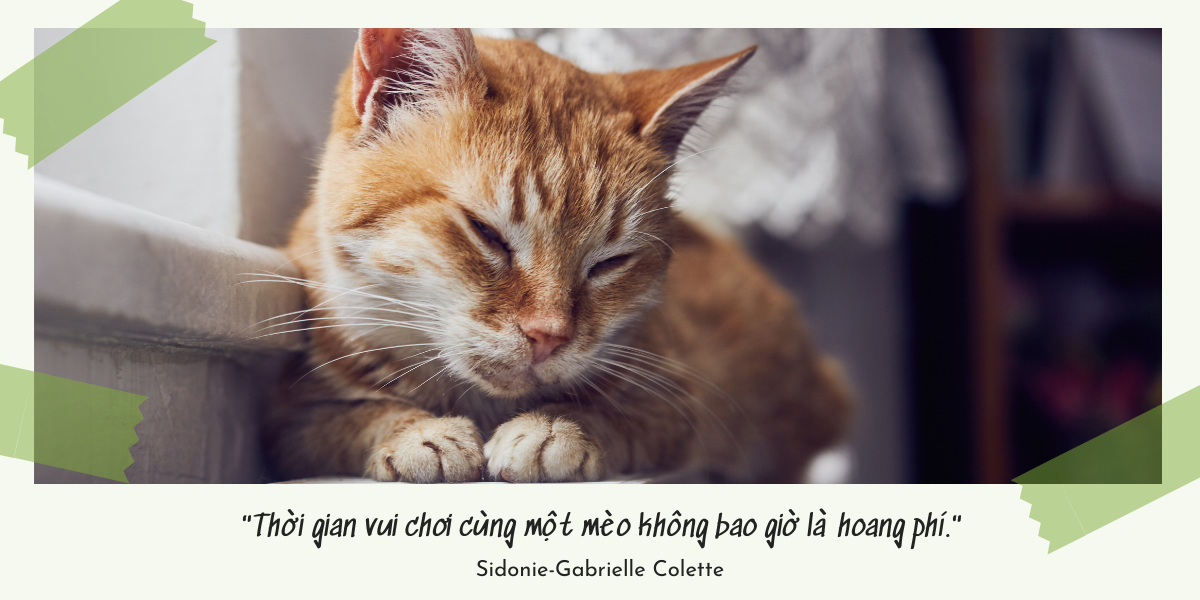 "Thời gian vui chơi cùng một mèo không bao giờ là hoang phí."
Sidonie-Gabrielle Colette